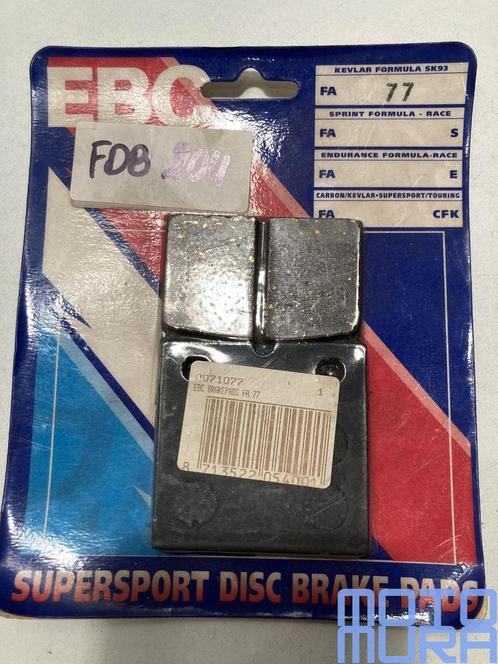 EBC
KEVLAR FORMULA SK93
FA 77
SPRINT FORMULA - RACE
FA S
ENDURANCE FORMULA-RACE
FA E
CARBON/KEVLAR-SUPERSPORT/TOURING
FA CFK
FDB 204
0071077
EBC BRAKEPADS FA 77 1
8 713522 054001
SUPERSPORT DISC BRAKE PADS
MOTO
MORA